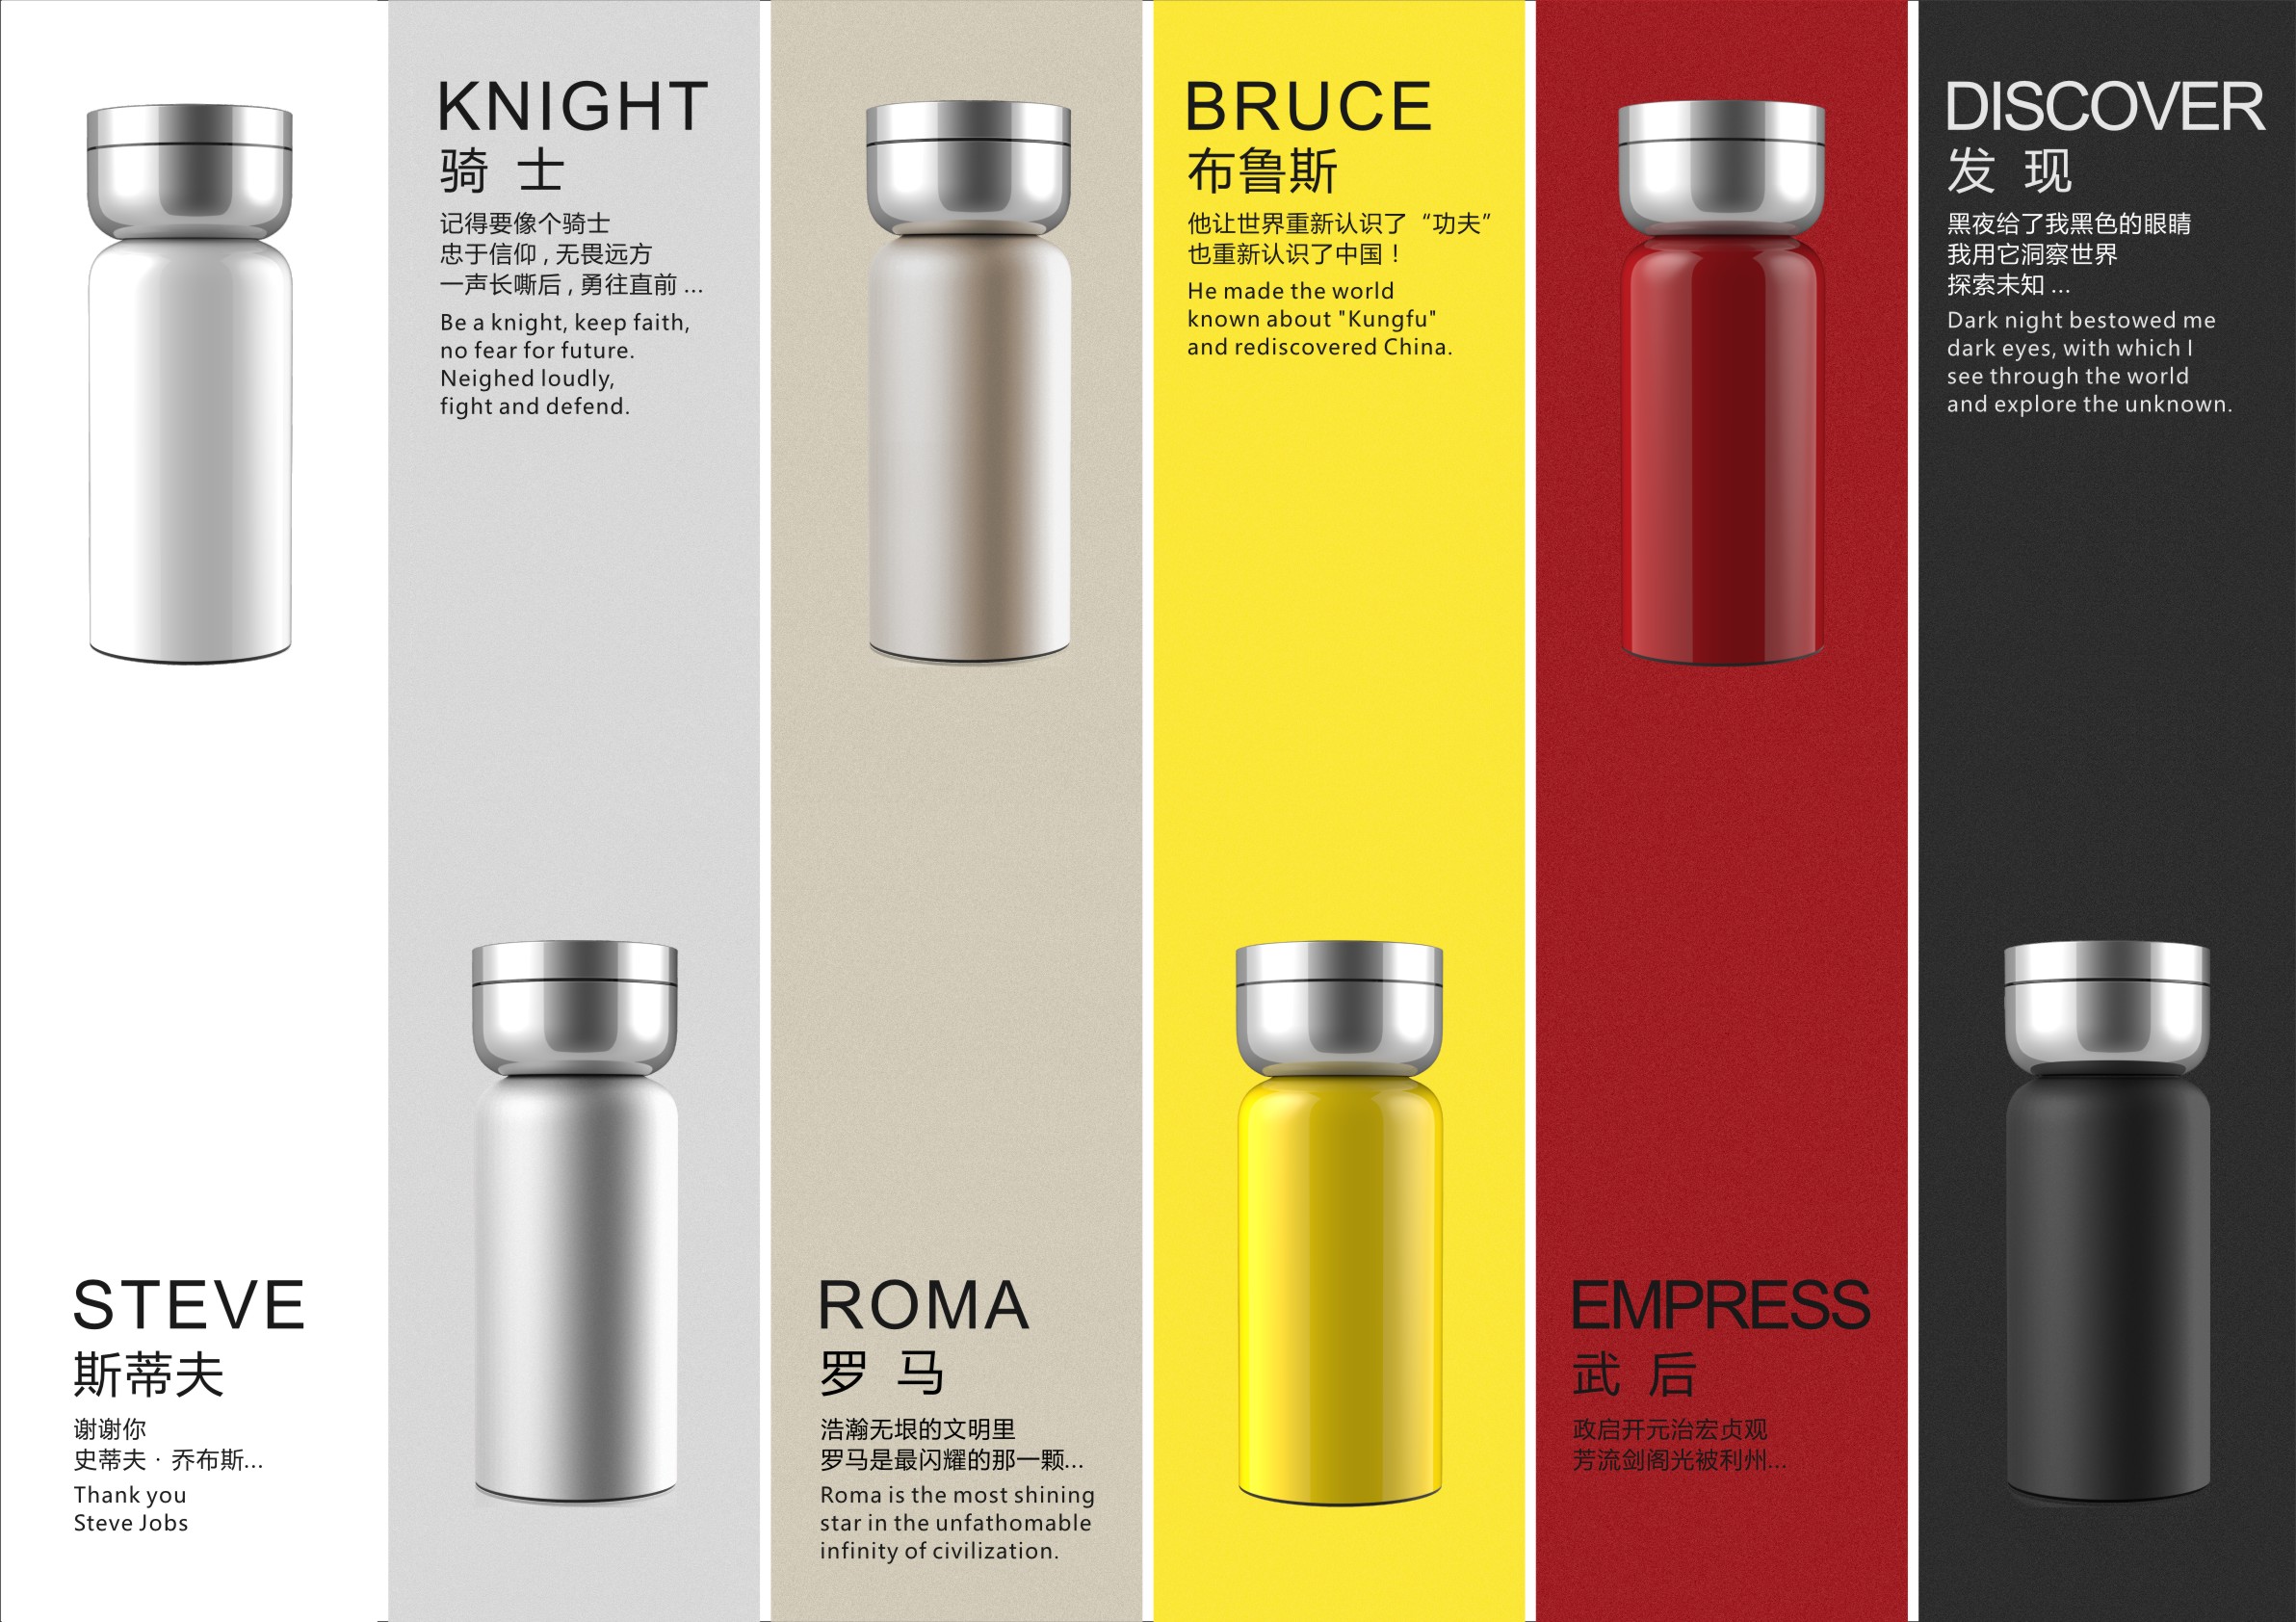 STEVE
斯蒂夫
谢谢你
史蒂夫 · 乔布斯...
Thank you
Steve Jobs
KNIGHT
骑 士
记得要像个骑士
忠于信仰 , 无畏远方
一声长嘶后 , 勇往直前 ...
Be a knight, keep faith,
no fear for future.
Neighed loudly,
fight and defend.
ROMA
罗 马
浩瀚无垠的文明里
罗马是最闪耀的那一颗...
Roma is the most shining
star in the unfathomable
infinity of civilization.
BRUCE
布鲁斯
他让世界重新认识了“功夫”
也重新认识了中国！
He made the world
known about "Kungfu"
and rediscovered China.
EMPRESS
武 后
政启开元治宏贞观
芳流剑阁光被利州...
DISCOVER
发 现
黑夜给了我黑色的眼睛
我用它洞察世界
探索未知 ...
Dark night bestowed me
dark eyes, with which I
see through the world
and explore the unknown.